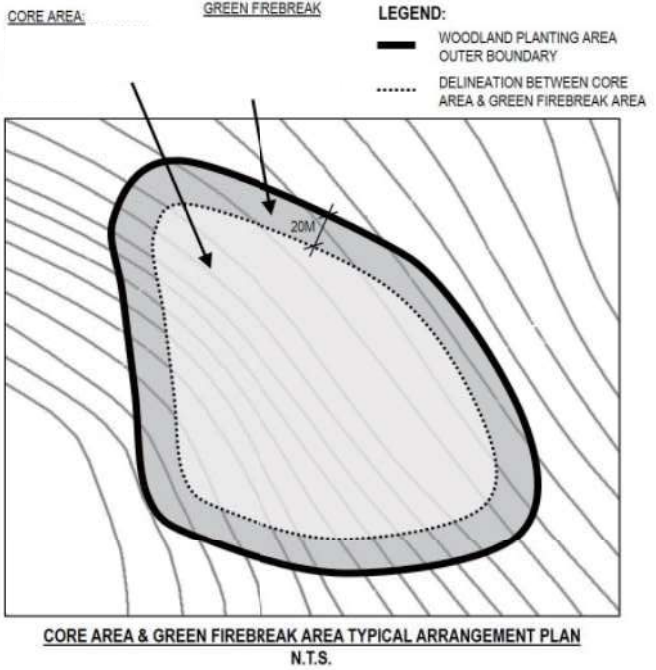 CORE AREA:
GREEN FREBREAK
LEGEND:
WOODLAND PLANTING AREA
OUTER BOUNDARY
DELINEATION BETWEEN CORE
AREA & GREEN FIREBREAK AREA
20M
CORE AREA & GREEN FIREBREAK AREA TYPICAL ARRANGEMENT PLAN
N.T.S.